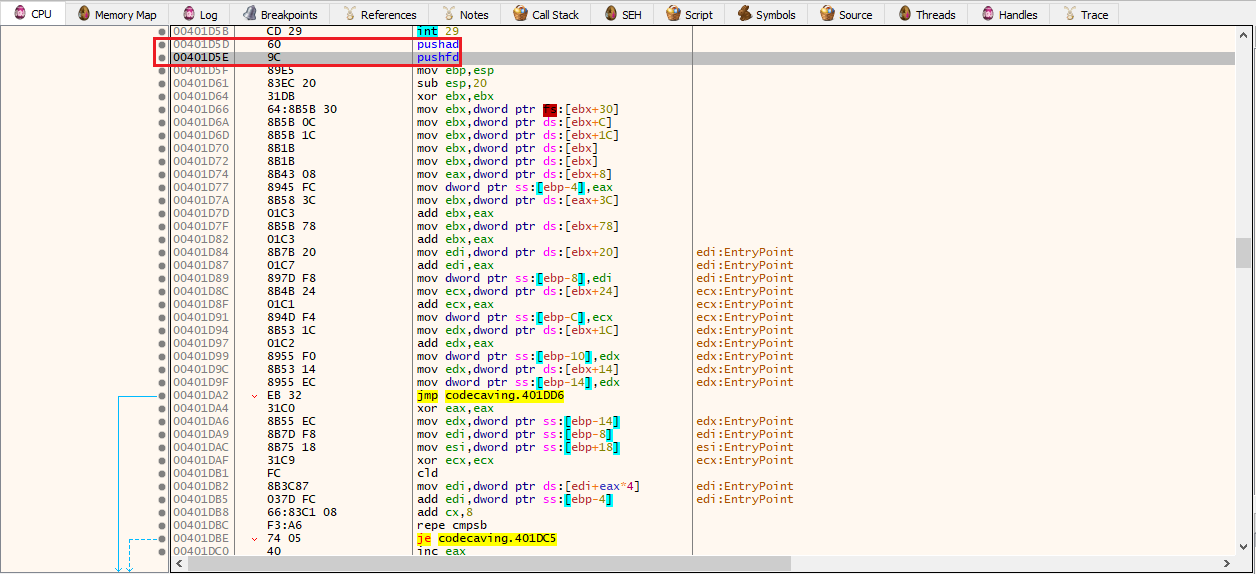 CPU Memory Map Log Breakpoints References Notes Call Stack SEH Script Symbols Source Threads Handles Trace
00401D5B CD 29 int 29
00401D5D 60 pushad
00401D5E 9C pushfd
00401D5F 89E5 mov ebp,esp
00401D61 83EC 20 sub esp,20
00401D64 31DB xor ebx,ebx
00401D66 64:8B5B 30 mov ebx,dword ptr fs:[ebx+30]
00401D6A 8B5B 0C mov ebx,dword ptr ds:[ebx+C]
00401D6D 8B5B 1C mov ebx,dword ptr ds:[ebx+1C]
00401D70 8B1B mov ebx,dword ptr ds:[ebx]
00401D72 8B1B mov ebx,dword ptr ds:[ebx]
00401D74 8B43 08 mov eax,dword ptr ds:[ebx+8]
00401D77 8945 FC mov dword ptr ss:[ebp-4],eax
00401D7A 8B58 3C mov ebx,dword ptr ds:[eax+3C]
00401D7D 01C3 add ebx,eax
00401D7F 8B5B 78 mov ebx,dword ptr ds:[ebx+78]
00401D82 01C3 add ebx,eax
00401D84 8B7B 20 mov edi,dword ptr ds:[ebx+20] edi:EntryPoint
00401D87 01C7 add edi,eax edi:EntryPoint
00401D89 897D F8 mov dword ptr ss:[ebp-8],edi edi:EntryPoint
00401D8C 8B4B 24 mov ecx,dword ptr ds:[ebx+24] ecx:EntryPoint
00401D8F 01C1 add ecx,eax ecx:EntryPoint
00401D91 894D F4 mov dword ptr ss:[ebp-C],ecx ecx:EntryPoint
00401D94 8B53 1C mov edx,dword ptr ds:[ebx+1C] edx:EntryPoint
00401D97 01C2 add edx,eax edx:EntryPoint
00401D99 8955 F0 mov dword ptr ss:[ebp-10],edx edx:EntryPoint
00401D9C 8B53 14 mov edx,dword ptr ds:[ebx+14] edx:EntryPoint
00401D9F 8955 EC mov dword ptr ss:[ebp-14],edx edx:EntryPoint
00401DA2 EB 32 jmp codecaving.401DD6
00401DA4 31C0 xor eax,eax
00401DA6 8B55 EC mov edx,dword ptr ss:[ebp-14] edx:EntryPoint
00401DA9 8B7D F8 mov edi,dword ptr ss:[ebp-8] edi:EntryPoint
00401DAC 8B75 18 mov esi,dword ptr ss:[ebp+18] esi:EntryPoint
00401DAF 31C9 xor ecx,ecx ecx:EntryPoint
00401DB1 FC cld
00401DB2 8B3C87 mov edi,dword ptr ds:[edi+eax*4] edi:EntryPoint
00401DB5 037D FC add edi,dword ptr ss:[ebp-4] edi:EntryPoint
00401DB8 66:83C1 08 add cx,8
00401DBC F3:A6 repe cmpsb
00401DBE 74 05 je codecaving.401DC5
00401DC0 40 inc eax